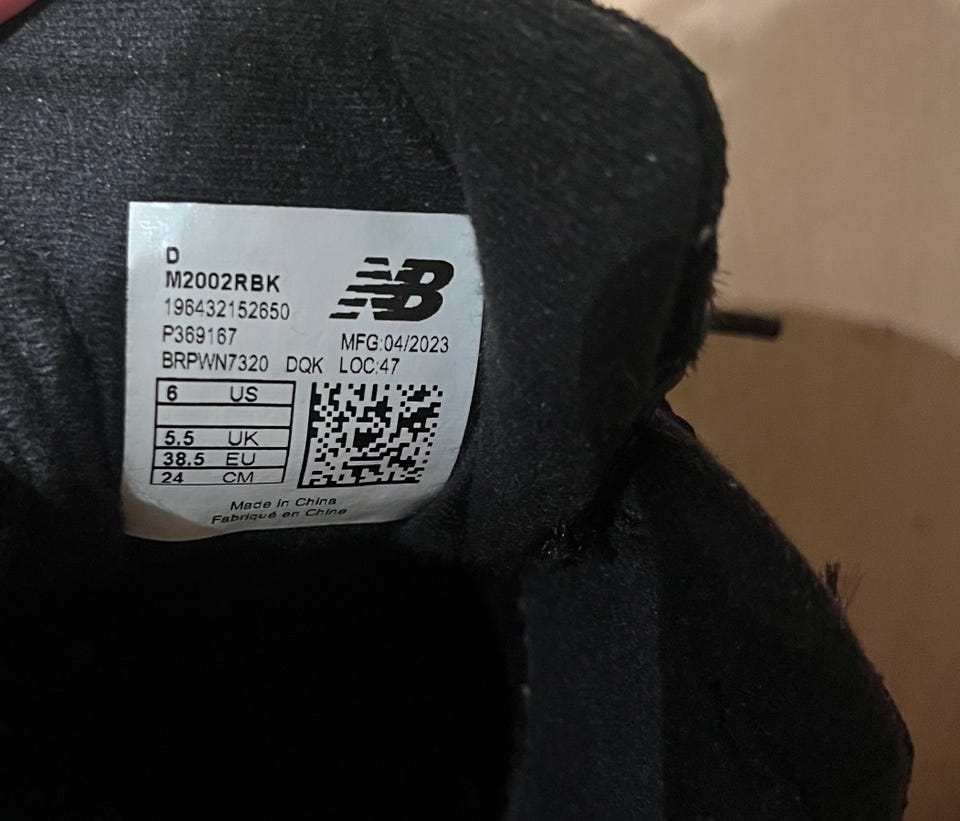 D
M2002RBK
196432152650
P369167
MFG:04/2023
BRPWN7320 DQK LOC:47
NB
6 US
5.5 UK
38.5 EU
24 CM
Made in China
Fabriqué en Chine